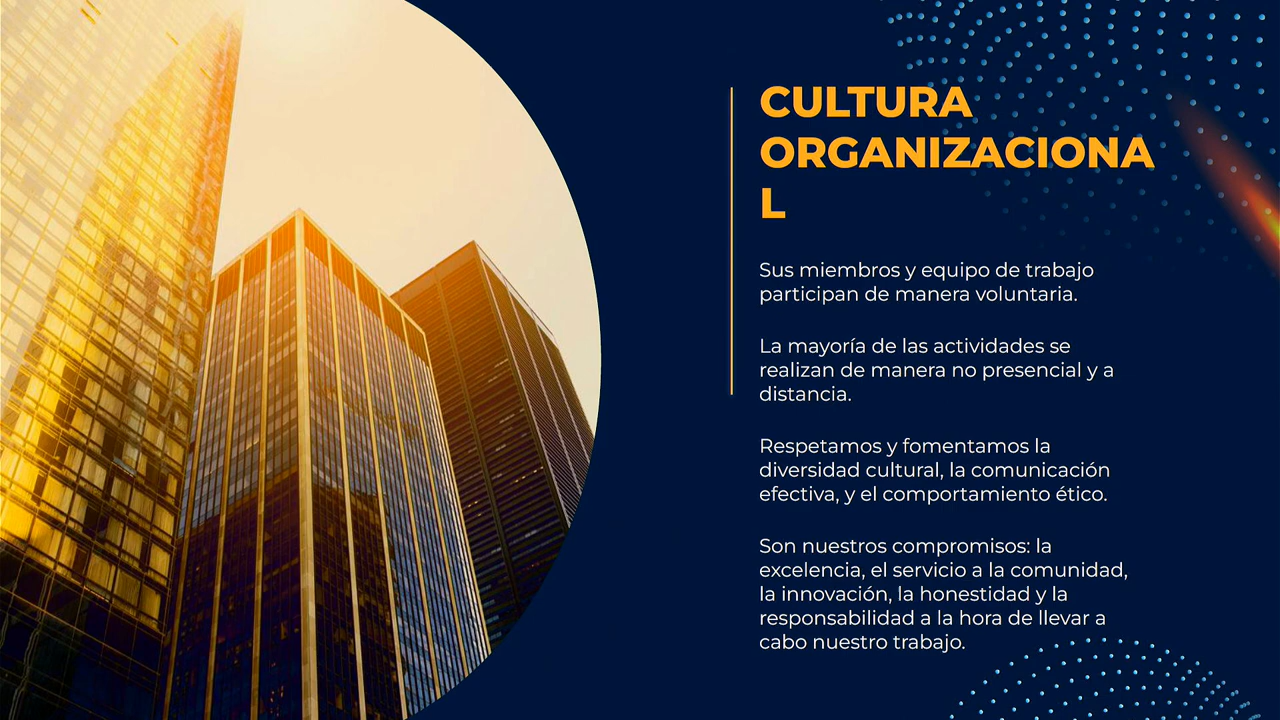 CULTURA
ORGANIZACIONA
L
Sus miembros y equipo de trabajo
participan de manera voluntaria.
La mayoría de las actividades se
realizan de manera no presencial y a
distancia.
Respetamos y fomentamos la
diversidad cultural, la comunicación
efectiva, y el comportamiento ético.
Son nuestros compromisos: la
excelencia, el servicio a la comunidad,
la innovación, la honestidad y la
responsabilidad a la hora de llevar a
cabo nuestro trabajo.